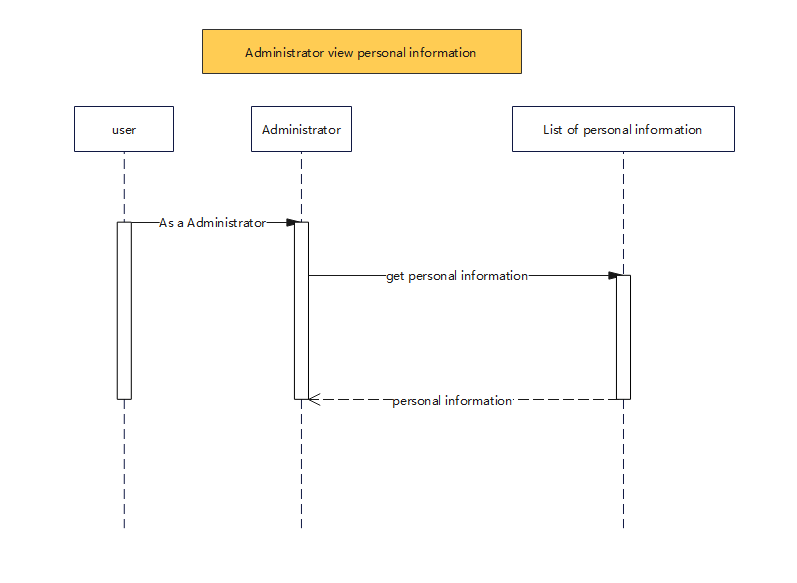 Administrator view personal information
user
Administrator
List of personal information
As a Administrator
get personal information
personal information